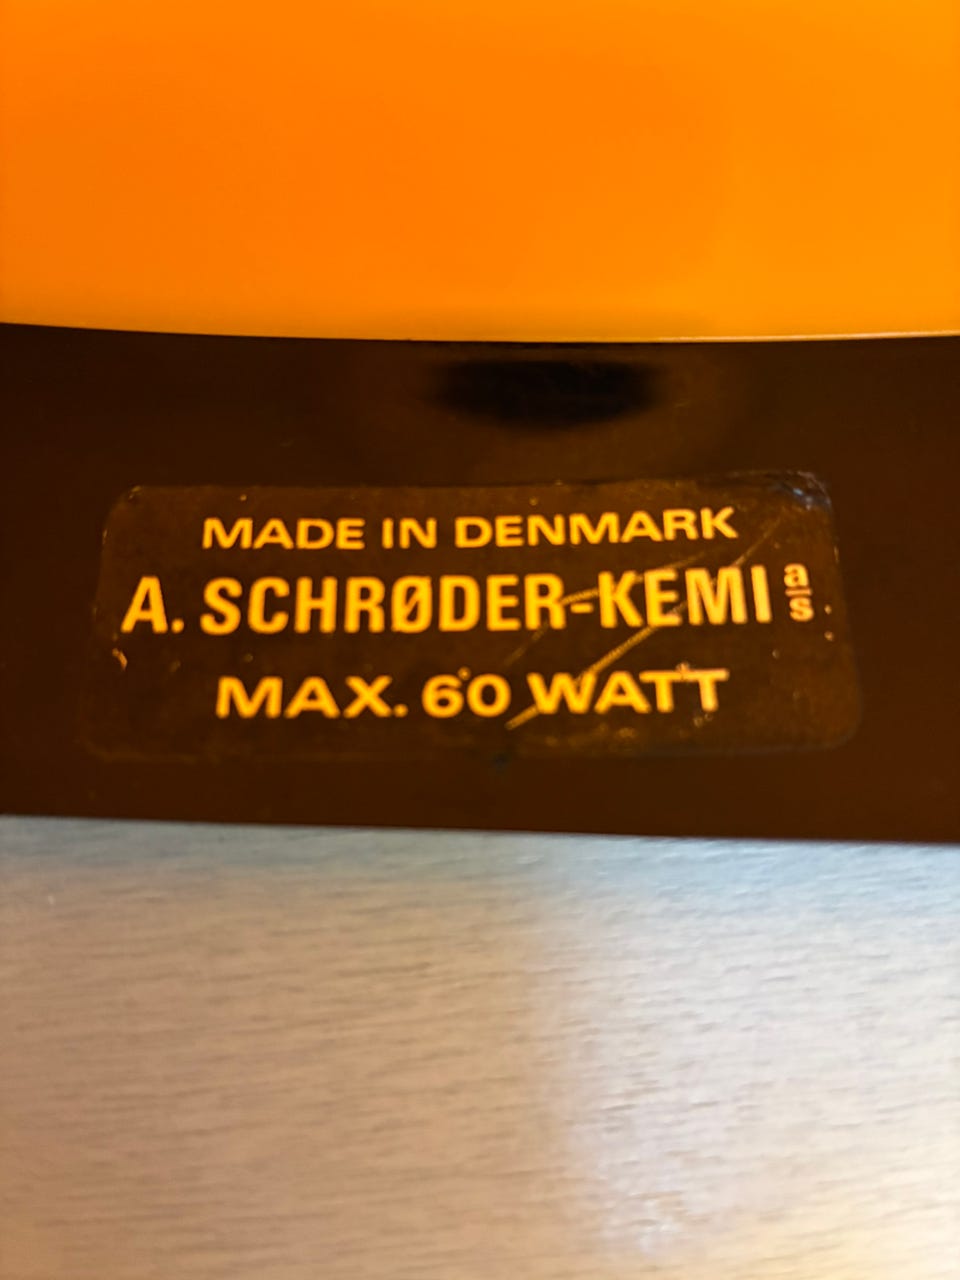 MADE IN DENMARK
A. SCHRØDER-KEMI a/s
MAX. 60 WATT